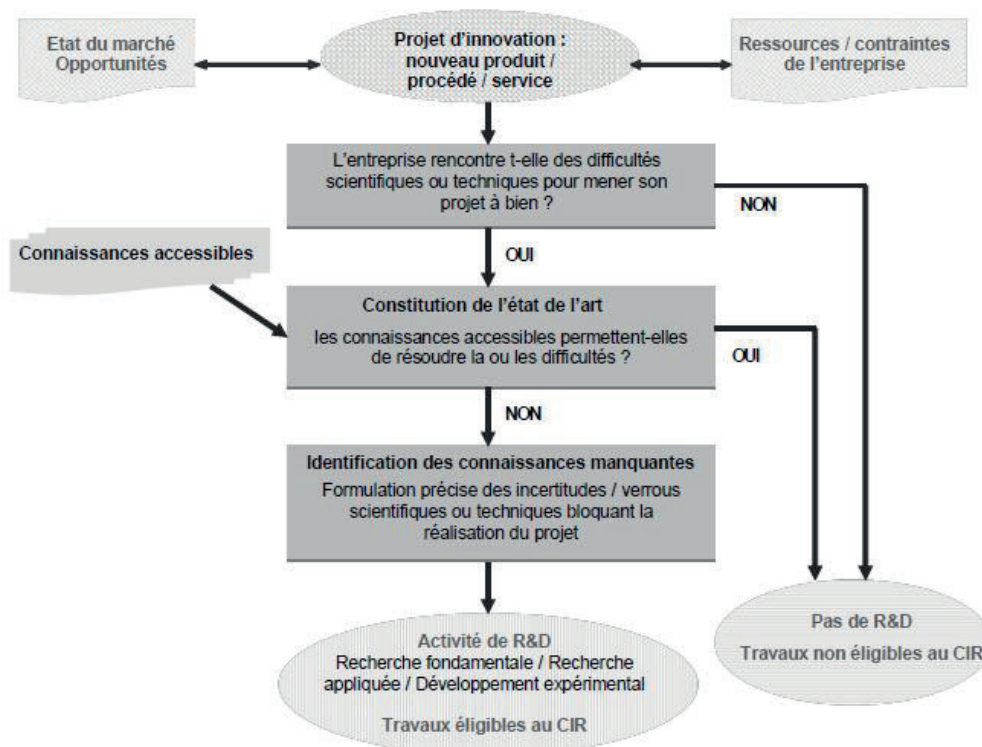 Etat du marché
Opportunités
Projet d'innovation :
nouveau produit /
procédé / service
Ressources / contraintes
de l'entreprise
L'entreprise rencontre t-elle des difficultés
scientifiques ou techniques pour mener son
projet à bien ?
NON
Connaissances accessibles
OUI
Constitution de l'état de l'art
les connaissances accessibles permettent-elles
de résoudre la ou les difficultés ?
OUI
NON
Identification des connaissances manquantes
Formulation précise des incertitudes / verrous
scientifiques ou techniques bloquant la
réalisation du projet
Activité de R&D
Recherche fondamentale / Recherche
appliquée / Développement expérimental
Travaux éligibles au CIR
Pas de R&D
Travaux non éligibles au CIR